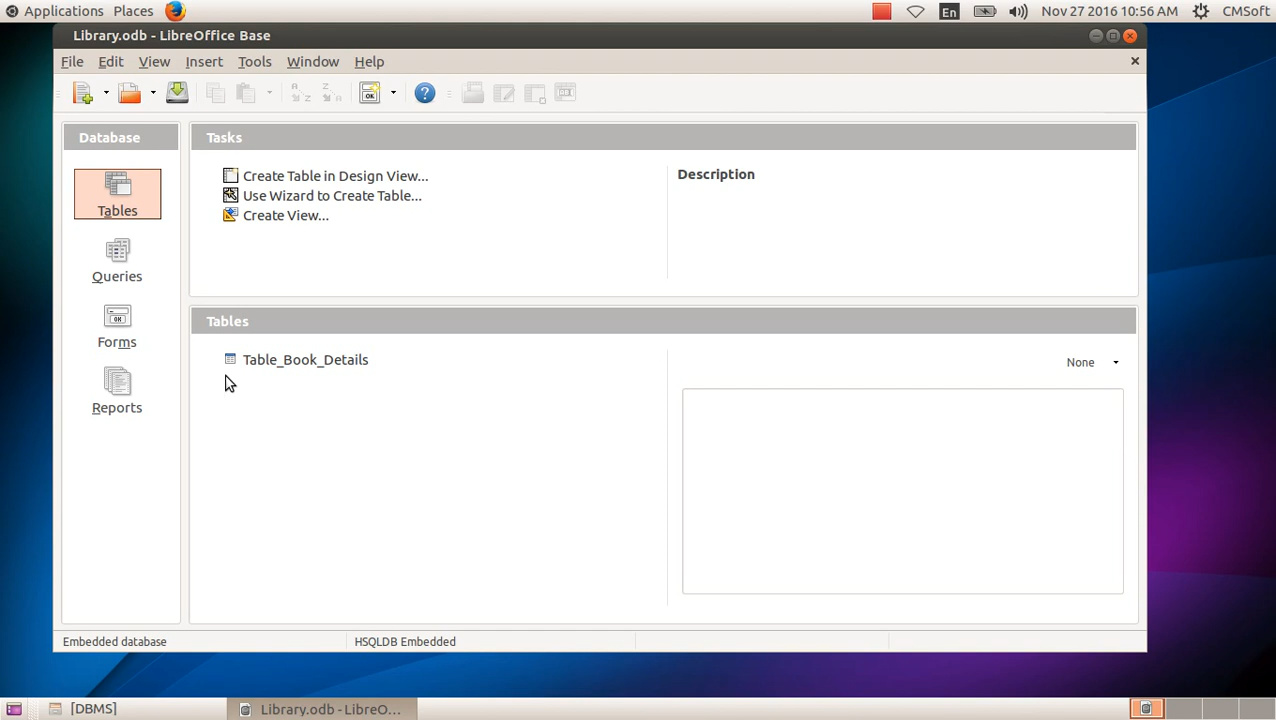 Applications Places En Nov 27 2016 10:56 AM CMSoft
Library.odb - LibreOffice Base
File Edit View Insert Tools Window Help
Database
Tables
Queries
Forms
Reports
Tasks
Create Table in Design View...
Use Wizard to Create Table...
Create View...
Description
Tables
Table_Book_Details
None
Embedded database HSQLDB Embedded
[DBMS] Library.odb - LibreO...